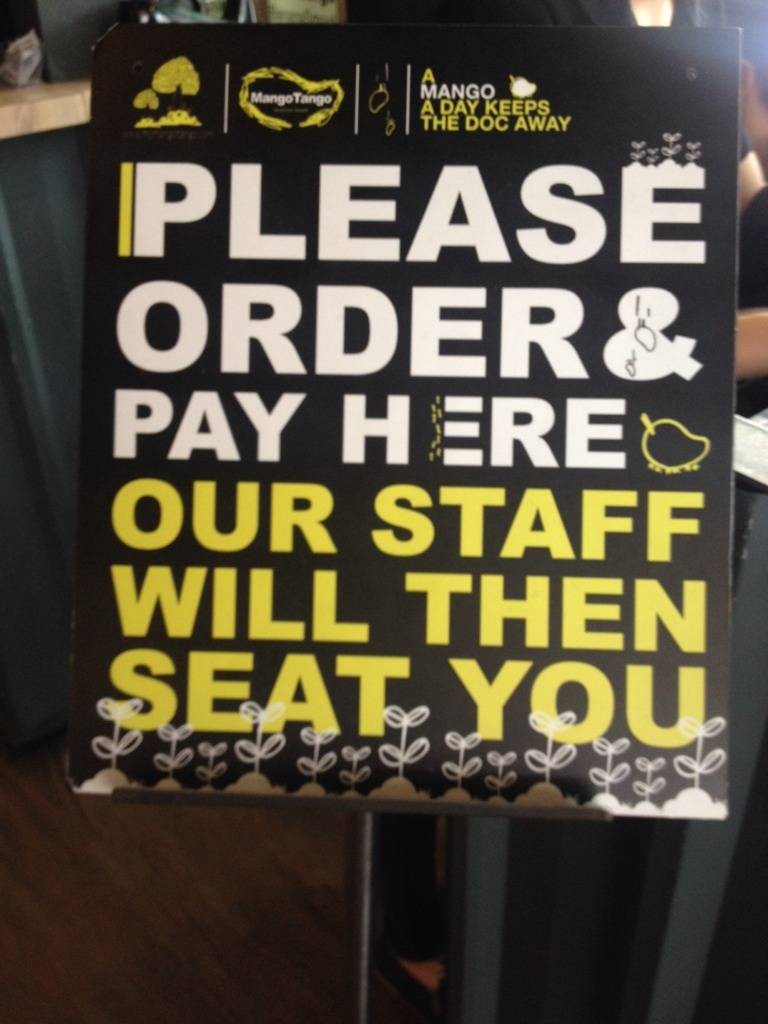 MangoTango
A
MANGO
A DAY KEEPS
THE DOC AWAY
PLEASE
ORDER &
PAY HERE
OUR STAFF
WILL THEN
SEAT YOU